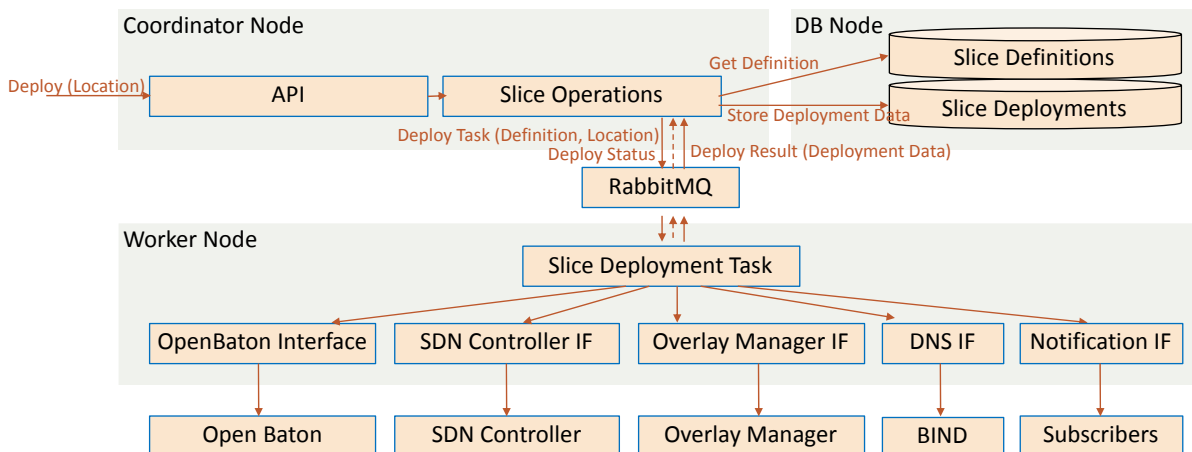 Coordinator Node
DB Node
Slice Definitions
Get Definition
Deploy (Location)
API
Slice Operations
Slice Deployments
Store Deployment Data
Deploy Task (Definition, Location)
Deploy Status
Deploy Result (Deployment Data)
RabbitMQ
Worker Node
Slice Deployment Task
OpenBaton Interface
SDN Controller IF
Overlay Manager IF
DNS IF
Notification IF
Open Baton
SDN Controller
Overlay Manager
BIND
Subscribers